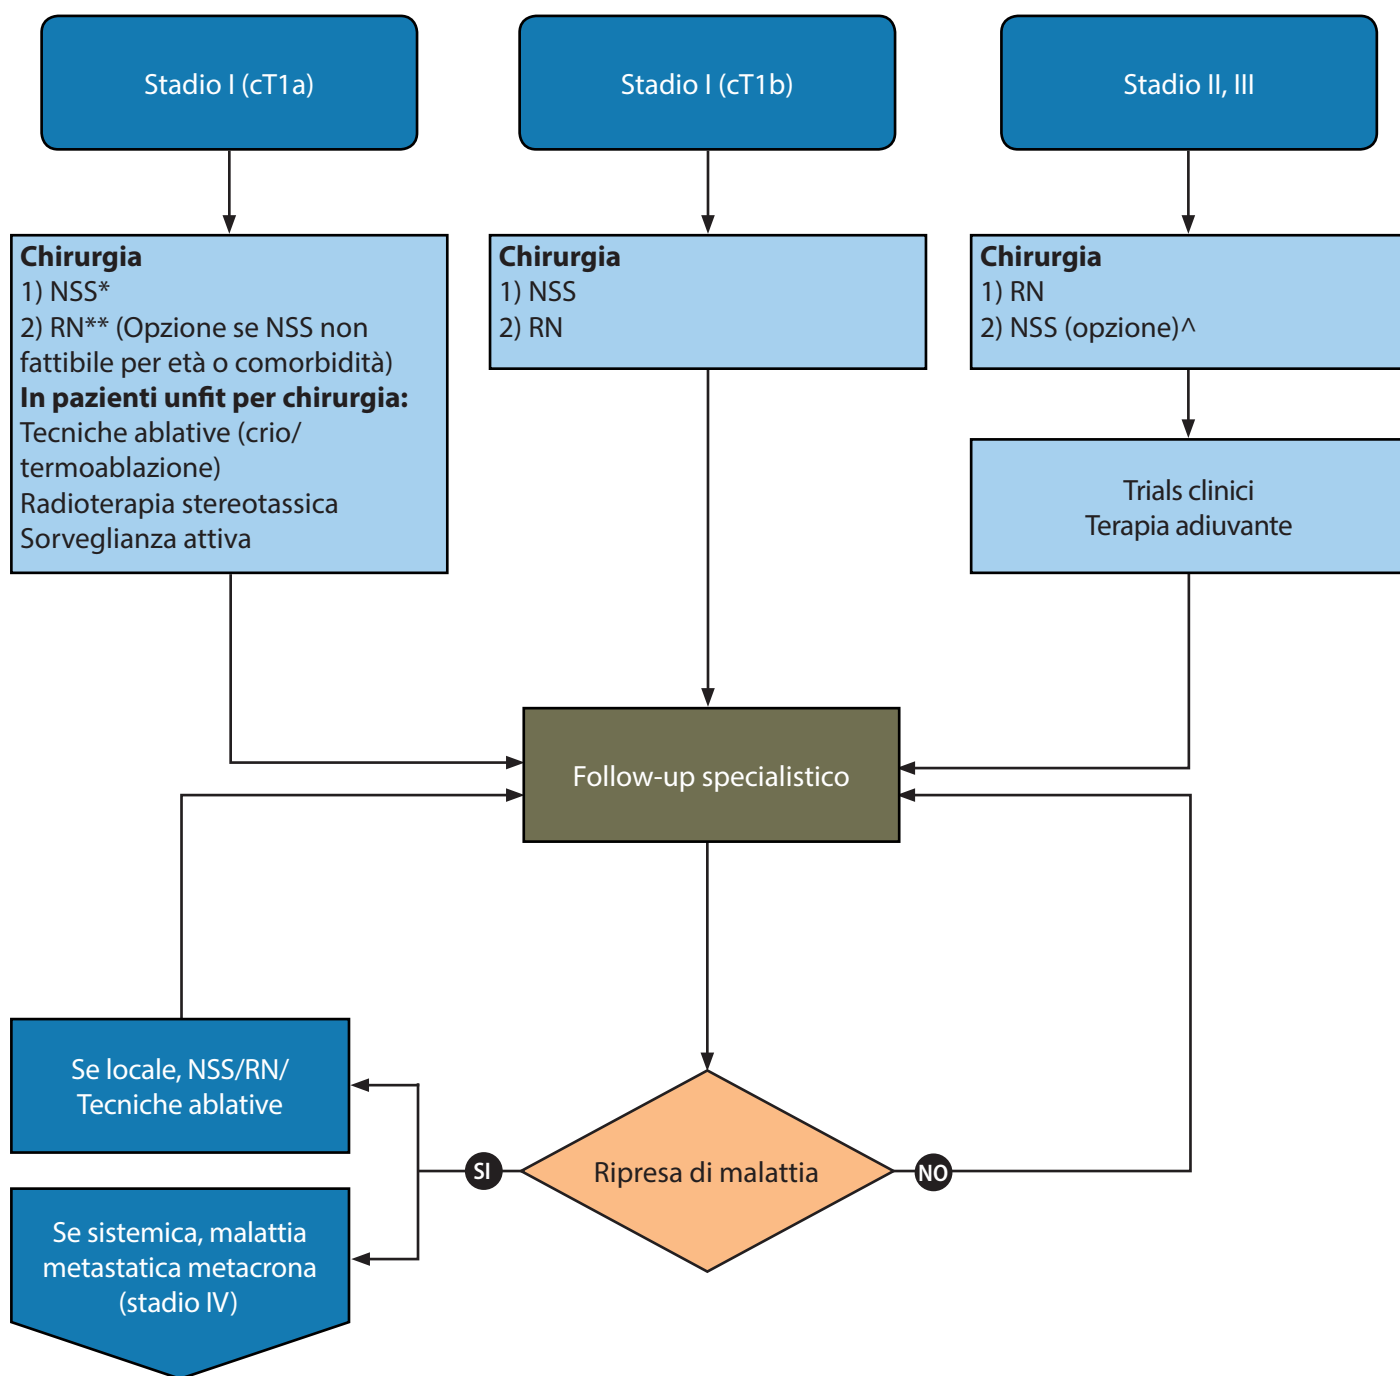 Stadio I (cT1a)
Stadio I (cT1b)
Stadio II, III
Chirurgia
1) NSS*
2) RN** (Opzione se NSS non
fattibile per età o comorbidità)
In pazienti unfit per chirurgia:
Tecniche ablative (crio/
termoablazione)
Radioterapia stereotassica
Sorveglianza attiva
Chirurgia
1) NSS
2) RN
Chirurgia
1) RN
2) NSS (opzione)^
Trials clinici
Terapia adiuvante
Follow-up specialistico
Se locale, NSS/RN/
Tecniche ablative
SI
Ripresa di malattia
NO
Se sistemica, malattia
metastatica metacrona
(stadio IV)